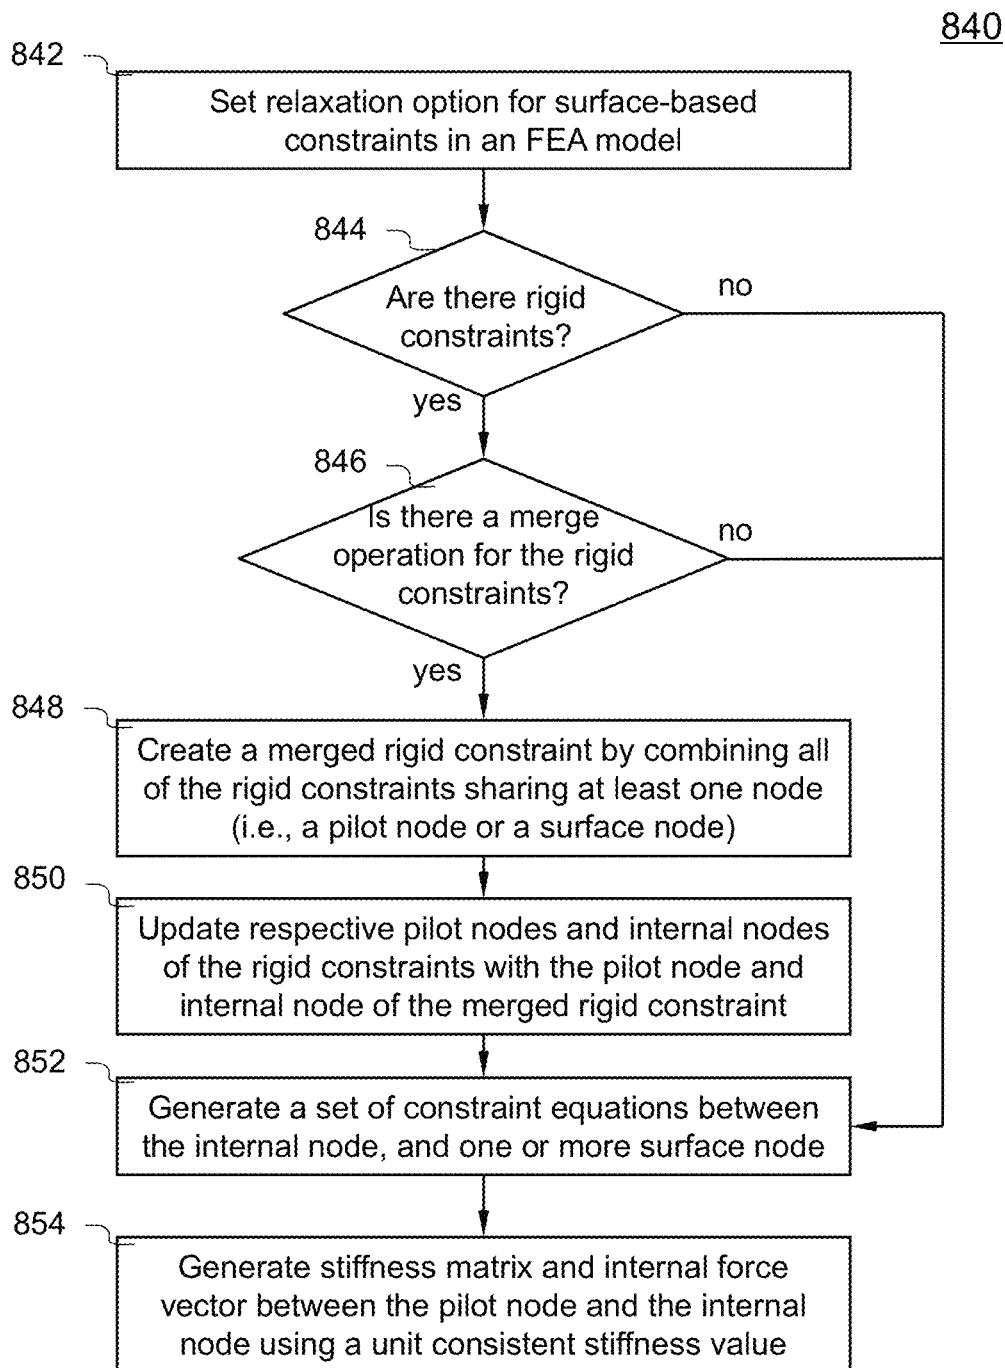 840
842
Set relaxation option for surface-based
constraints in an FEA model
844
Are there rigid
constraints?
no
yes
846
Is there a merge
operation for the rigid
constraints?
no
yes
848
Create a merged rigid constraint by combining all
of the rigid constraints sharing at least one node
(i.e., a pilot node or a surface node)
850
Update respective pilot nodes and internal nodes
of the rigid constraints with the pilot node and
internal node of the merged rigid constraint
852
Generate a set of constraint equations between
the internal node, and one or more surface node
854
Generate stiffness matrix and internal force
vector between the pilot node and the internal
node using a unit consistent stiffness value